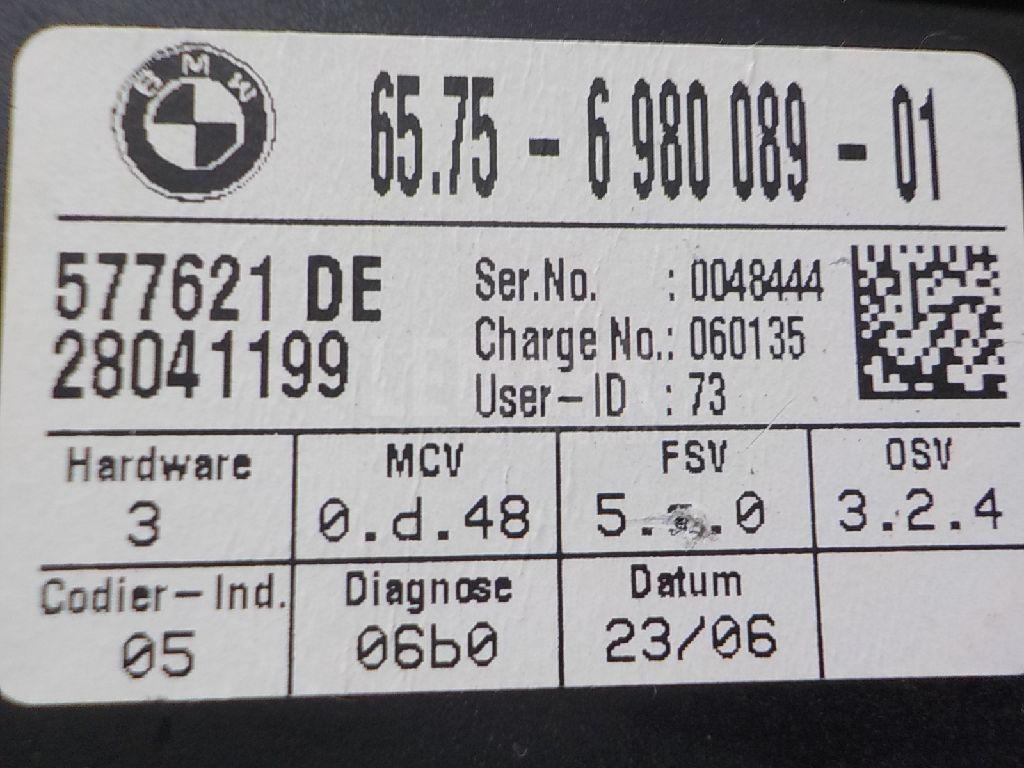 BMW
65.75 - 6 980 089 - 01
577621 DE
28041199
Ser.No. : 0048444
Charge No.: 060135
User-ID : 73
Hardware MCV FSV OSV
3 0.d.48 3.2.4
Codier-Ind. Diagnose Datum
05 06b0 23/06